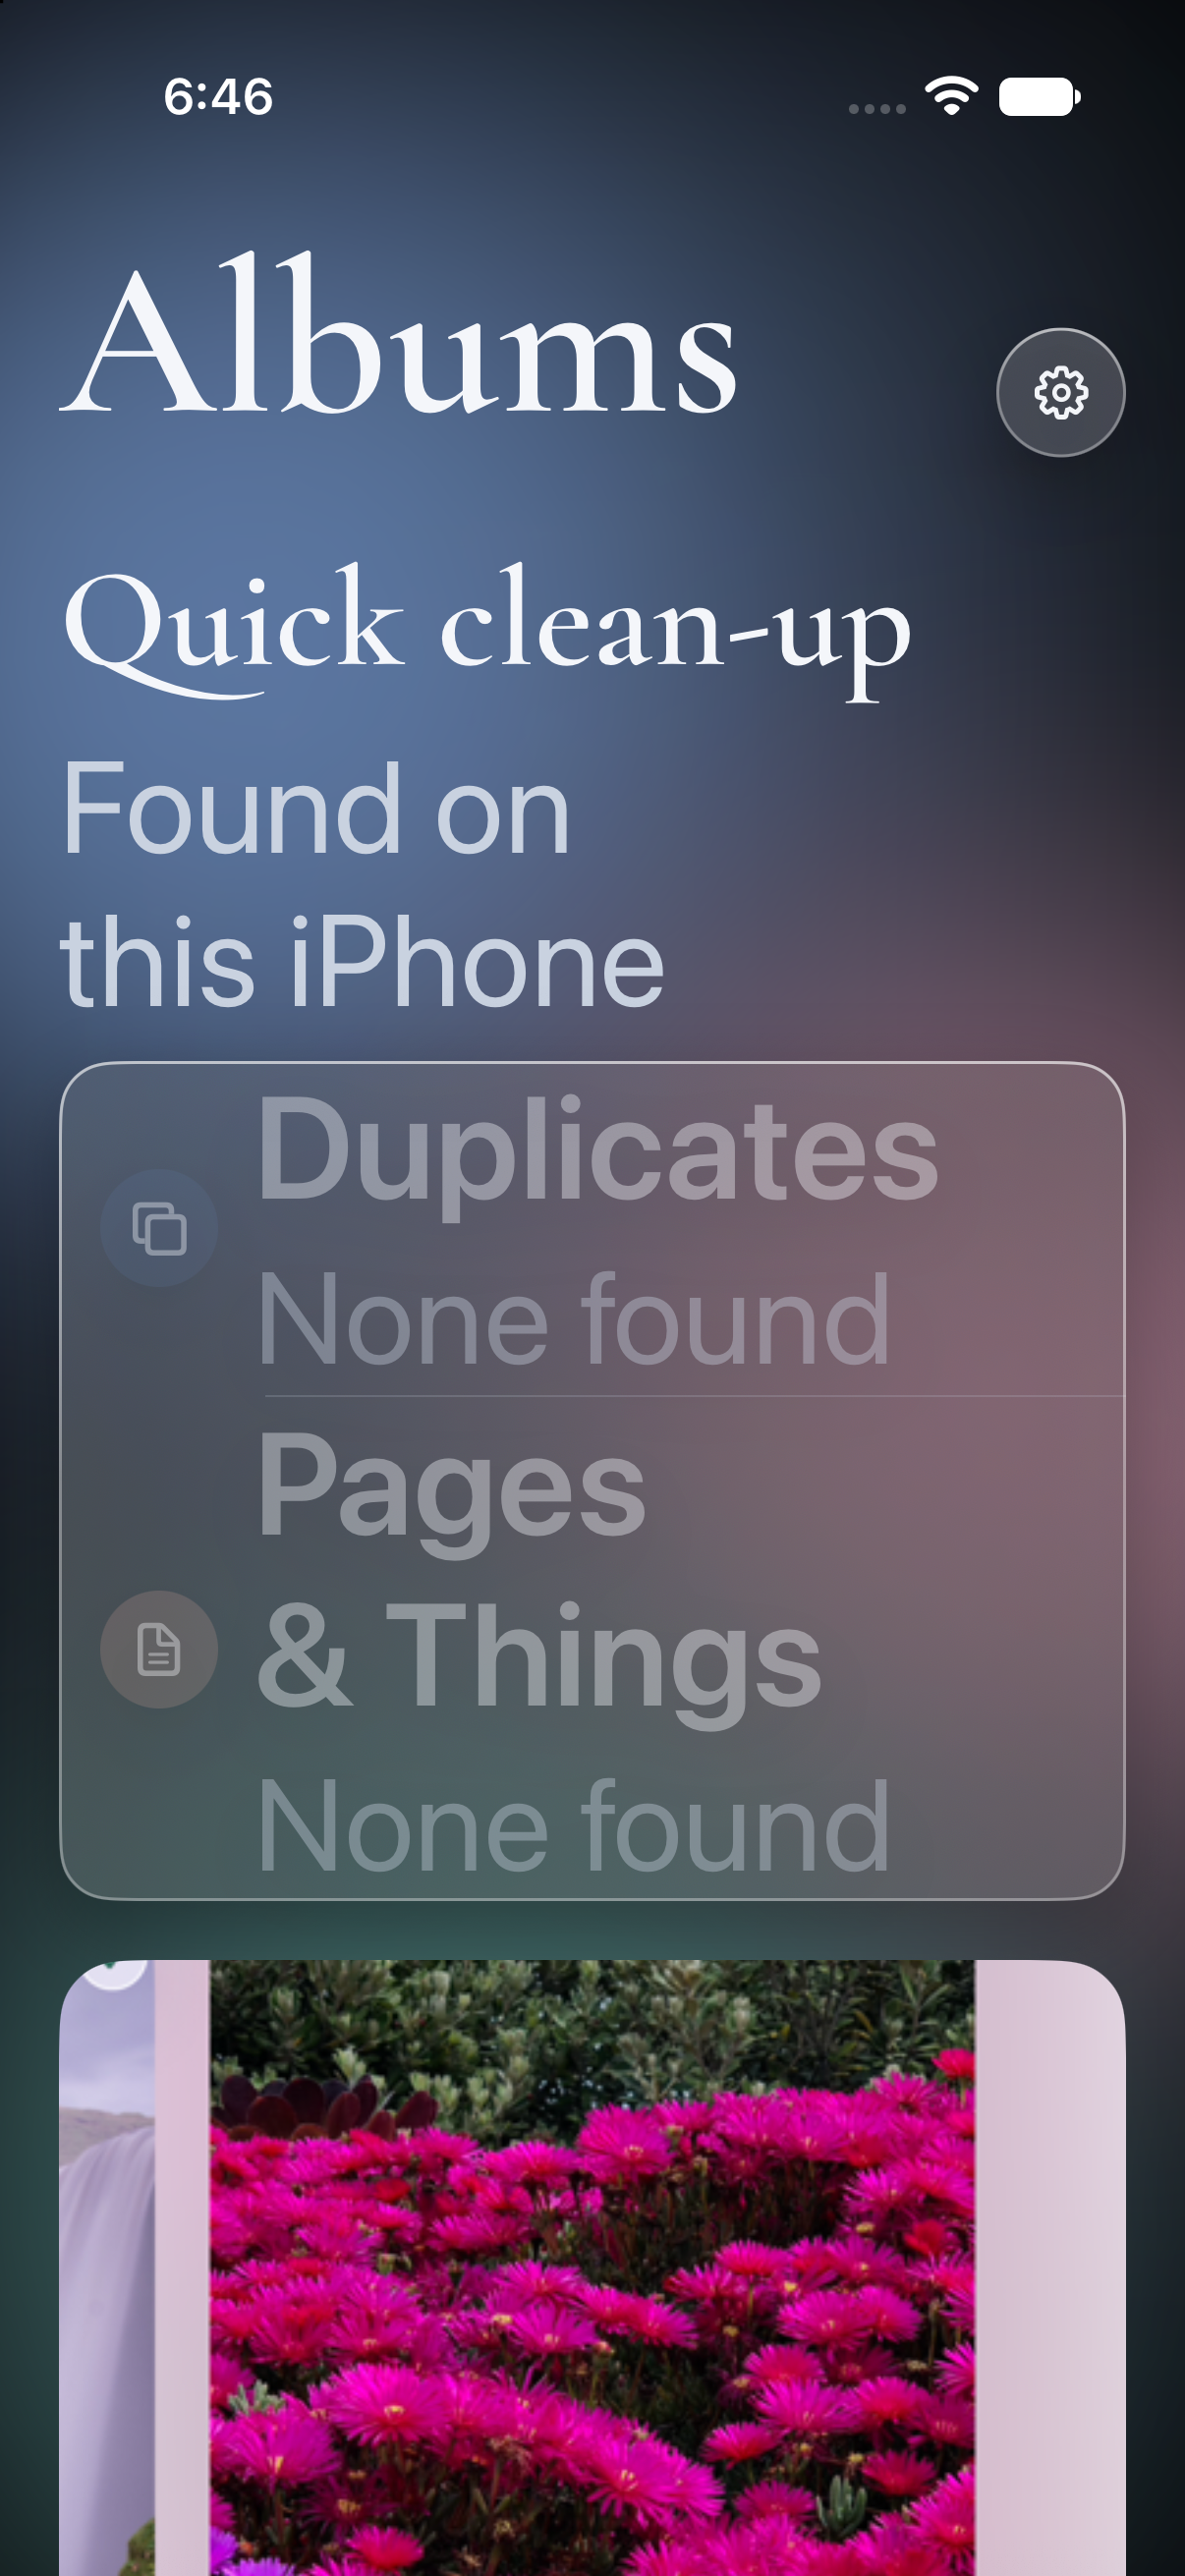 6:46
Albums
Quick clean-up
Found on
this iPhone
Duplicates
None found
Pages
& Things
None found